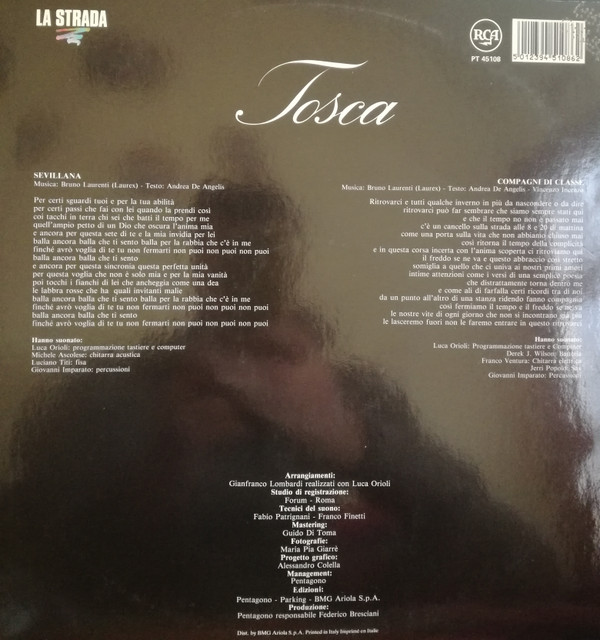 LA STRADA
RCA
PT 45108
5 012394 510862
Tosca
SEVILLANA
Musica: Bruno Laurenti (Laurex) - Testo: Andrea De Angelis
Per certi sguardi tuoi e per la tua abilità
per certi passi che fai con lei quando la prendi così
coi tacchi in terra chi sei che batti il tempo per me
quell'ampio petto di un Dio che oscura l'anima mia
e ancora per questa sete di te e la mia invidia per lei
balla ancora balla che ti sento balla per la rabbia che c'è in me
finchè avrò voglia di te tu non fermarti non puoi non puoi non puoi
balla ancora balla che ti sento
e ancora per questa sincronia questa perfetta unità
per questa voglia che non è solo mia e per la mia vanità
poi tocchi i fianchi di lei che ancheggia come una dea
le labbra rosse che ha quali invitanti malie
balla ancora balla che ti sento balla per la rabbia che c'è in me
finchè avrò voglia di te tu non fermarti non puoi non puoi non puoi
balla ancora balla che ti sento
finchè avrò voglia di te tu non fermarti non puoi non puoi non puoi
Hanno suonato:
Luca Orioli: programmazione tastiere e computer
Michele Ascolese: chitarra acustica
Luciano Titi: fisa
Giovanni Imparato: percussioni
COMPAGNI DI CLASSE
Musica: Bruno Laurenti (Laurex) - Testo: Andrea De Angelis - Vincenzo
Ritrovarci e tutti qualche inverno in più da nascondere o da dire
ritrovarci può far sembrare che siamo sempre stati qui
e che il tempo no non è passato mai
c'è un cancello sulla strada alle 8 e 20 di mattina
come una porta sulla vita che non abbiamo chiuso mai
così ritorna il tempo della complicità
e in questa corsa incerta con l'anima scoperta ci ritroviamo qui
il freddo se ne va e questo abbraccio così stretto
somiglia a quello che ci univa ai nostri primi amori
intime attenzioni come i versi di una semplice poesia
che distrattamente torna dentro me
e come ali di farfalla certi ricordi tra di noi
da un punto all'altro di una stanza ridendo fanno compagnia
così fermiamo il tempo e il freddo se ne va
le nostre vite di ogni giorno che non si incontrano già più
le lasceremo fuori non le faremo entrare in questo ritrovarci
Hanno suonato:
Luca Orioli: Programmazione tastiere e Computer
Derek J. Wilson: Batteria
Franco Ventura: Chitarra elettrica
Jerri Popolo: Sax
Giovanni Imparato: Percussioni
Arrangiamenti:
Gianfranco Lombardi realizzati con Luca Orioli
Studio di registrazione:
Forum - Roma
Tecnici del suono:
Fabio Patrignani - Franco Finetti
Mastering:
Guido Di Toma
Fotografie:
Maria Pia Giarrè
Progetto grafico:
Alessandro Colella
Management:
Pentagono
Edizioni:
Pentagono - Parking - BMG Ariola S.p.A.
Produzione:
Pentagono responsabile Federico Bresciani
Dist. by BMG Ariola S.p.A. Printed in Italy Imprimé en Italie